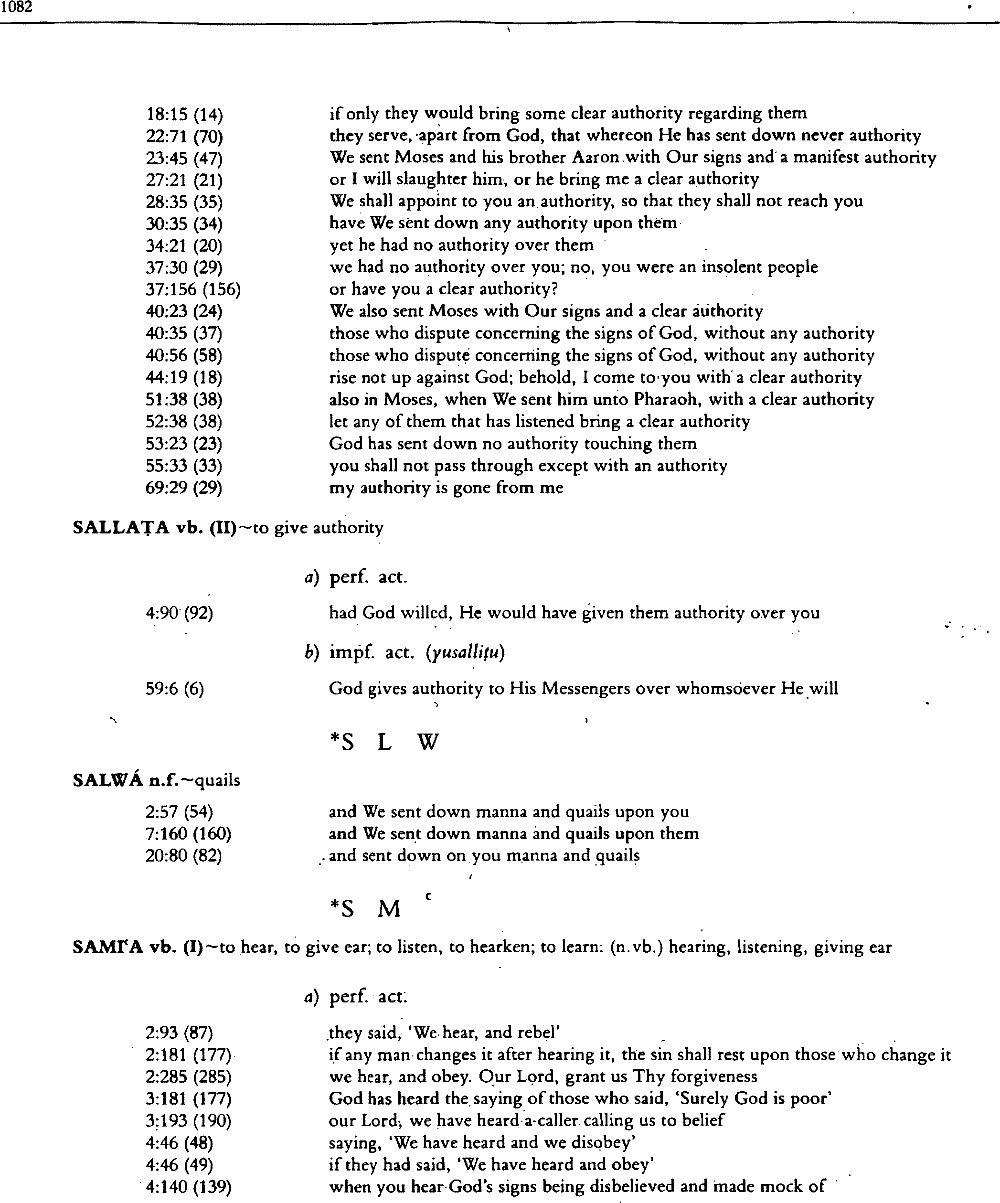 1082
18:15 (14) if only they would bring some clear authority regarding them
22:71 (70) they serve, apart from God, that whereon He has sent down never authority
23:45 (47) We sent Moses and his brother Aaron with Our signs and a manifest authority
27:21 (21) or I will slaughter him, or he bring me a clear authority
28:35 (35) We shall appoint to you an authority, so that they shall not reach you
30:35 (34) have We sent down any authority upon them
34:21 (20) yet he had no authority over them
37:30 (29) we had no authority over you; no, you were an insolent people
37:156 (156) or have you a clear authority?
40:23 (24) We also sent Moses with Our signs and a clear authority
40:35 (37) those who dispute concerning the signs of God, without any authority
40:56 (58) those who dispute concerning the signs of God, without any authority
44:19 (18) rise not up against God; behold, I come to you with a clear authority
51:38 (38) also in Moses, when We sent him unto Pharaoh, with a clear authority
52:38 (38) let any of them that has listened bring a clear authority
53:23 (23) God has sent down no authority touching them
55:33 (33) you shall not pass through except with an authority
69:29 (29) my authority is gone from me
SALLAṬA vb. (II)~to give authority
a) perf. act.
4:90 (92) had God willed, He would have given them authority over you
b) impf. act. (yusalliṭu)
59:6 (6) God gives authority to His Messengers over whomsoever He will
*S L W
SALWÁ n.f.~quails
2:57 (54) and We sent down manna and quails upon you
7:160 (160) and We sent down manna and quails upon them
20:80 (82) and sent down on you manna and quails
*S M ʿ
SAMIʿA vb. (I)~to hear, to give ear; to listen, to hearken; to learn: (n.vb.) hearing, listening, giving ear
a) perf. act.
2:93 (87) they said, 'We hear, and rebel'
2:181 (177) if any man changes it after hearing it, the sin shall rest upon those who change it
2:285 (285) we hear, and obey. Our Lord, grant us Thy forgiveness
3:181 (177) God has heard the saying of those who said, 'Surely God is poor'
3:193 (190) our Lord, we have heard a caller calling us to belief
4:46 (48) saying, 'We have heard and we disobey'
4:46 (49) if they had said, 'We have heard and obey'
4:140 (139) when you hear God's signs being disbelieved and made mock of